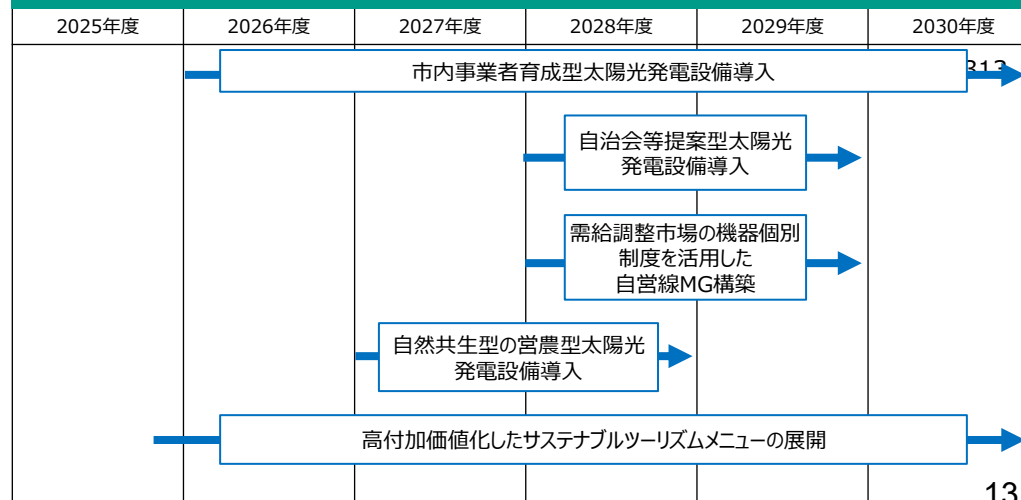 2025年度 2026年度 2027年度 2028年度 2029年度 2030年度
市内事業者育成型太陽光発電設備導入
313
自治会等提案型太陽光
発電設備導入
需給調整市場の機器個別
制度を活用した
自営線MG構築
自然共生型の営農型太陽光
発電設備導入
高付加価値化したサステナブルツーリズムメニューの展開
13